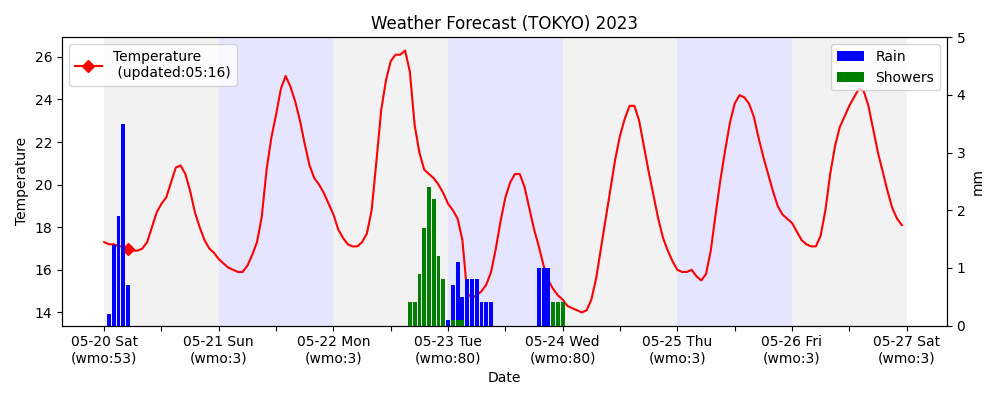 Weather Forecast (TOKYO) 2023
Temperature
(updated:05:16)
Rain
Showers
26
24
22
20
18
16
14
Temperature
5
4
3
2
1
0
mm
05-20 Sat
(wmo:53)
05-21 Sun
(wmo:3)
05-22 Mon
(wmo:3)
05-23 Tue
(wmo:80)
05-24 Wed
(wmo:80)
05-25 Thu
(wmo:3)
05-26 Fri
(wmo:3)
05-27 Sat
(wmo:3)
Date